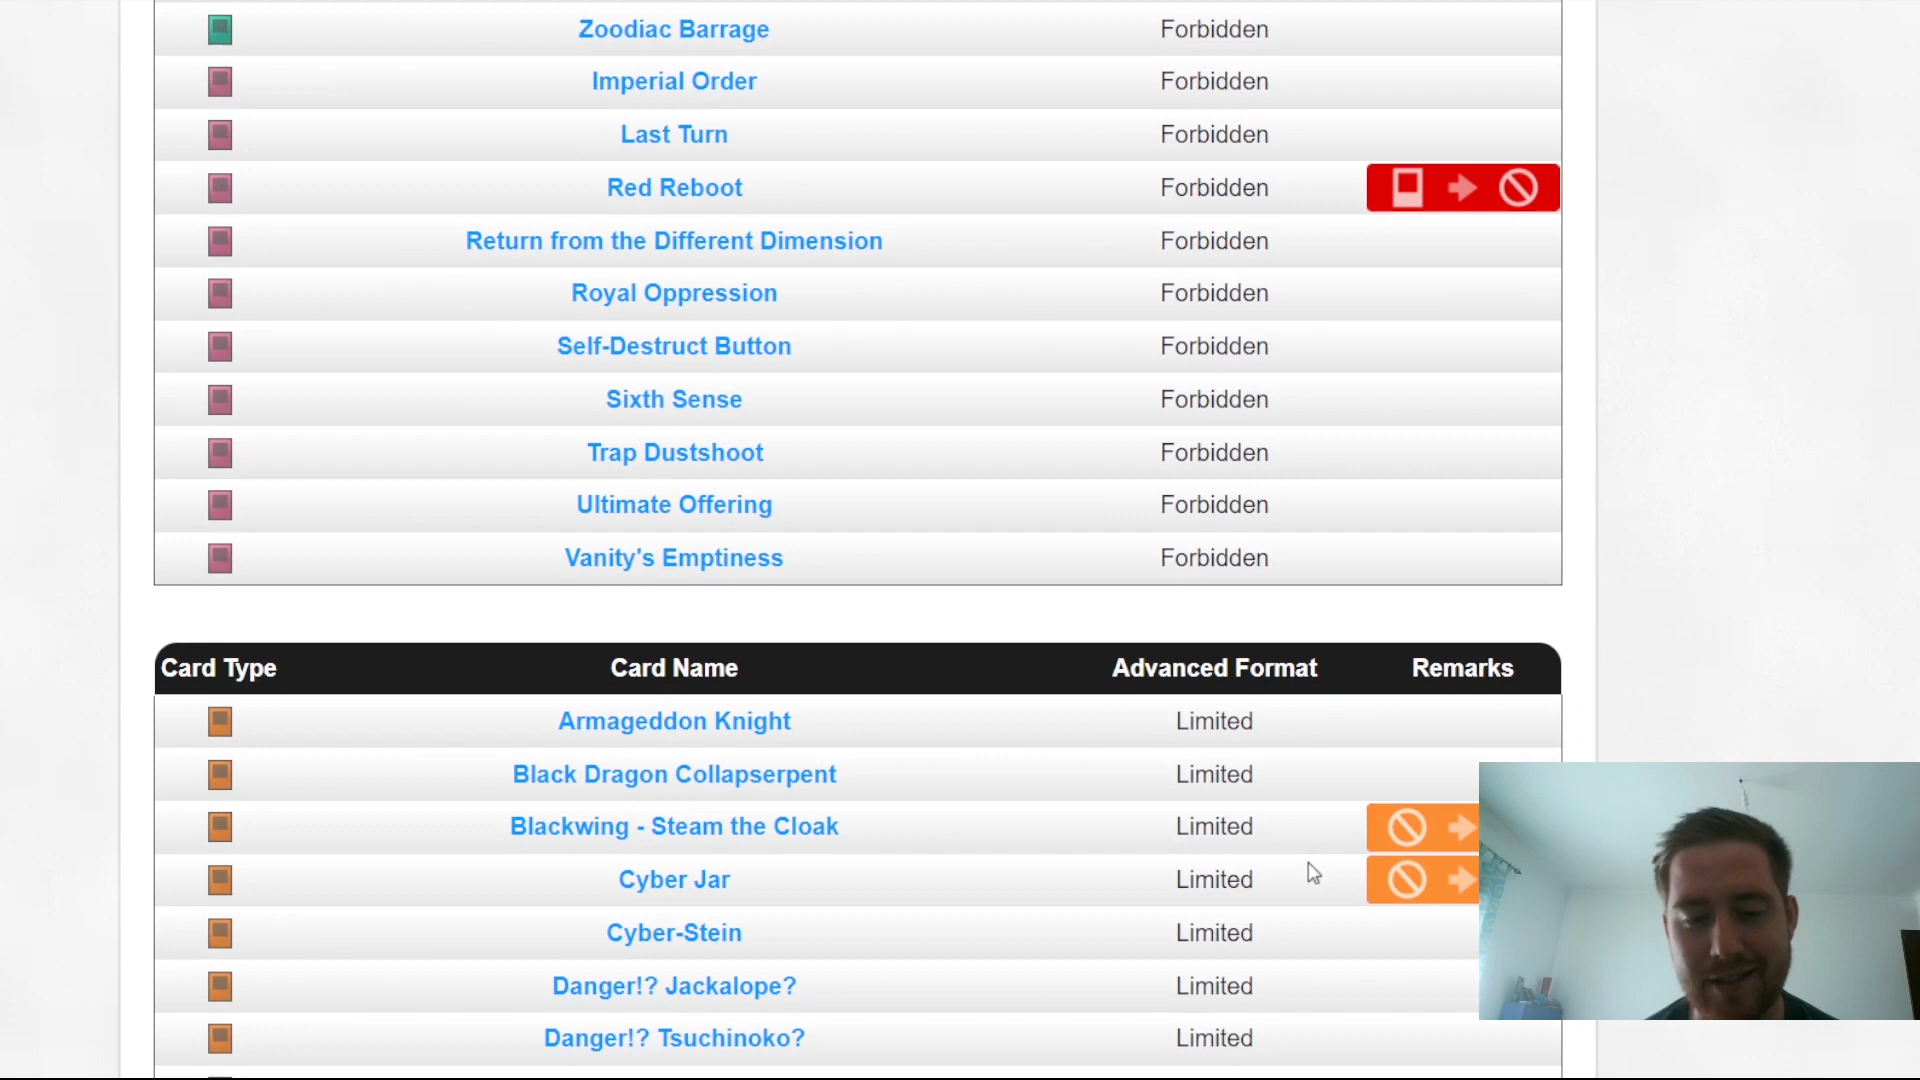 Zoodiac Barrage Forbidden
Imperial Order Forbidden
Last Turn Forbidden
Red Reboot Forbidden
Return from the Different Dimension Forbidden
Royal Oppression Forbidden
Self-Destruct Button Forbidden
Sixth Sense Forbidden
Trap Dustshoot Forbidden
Ultimate Offering Forbidden
Vanity's Emptiness Forbidden
Card Type Card Name Advanced Format Remarks
Armageddon Knight Limited
Black Dragon Collapserpent Limited
Blackwing - Steam the Cloak Limited
Cyber Jar Limited
Cyber-Stein Limited
Danger!? Jackalope? Limited
Danger!? Tsuchinoko? Limited